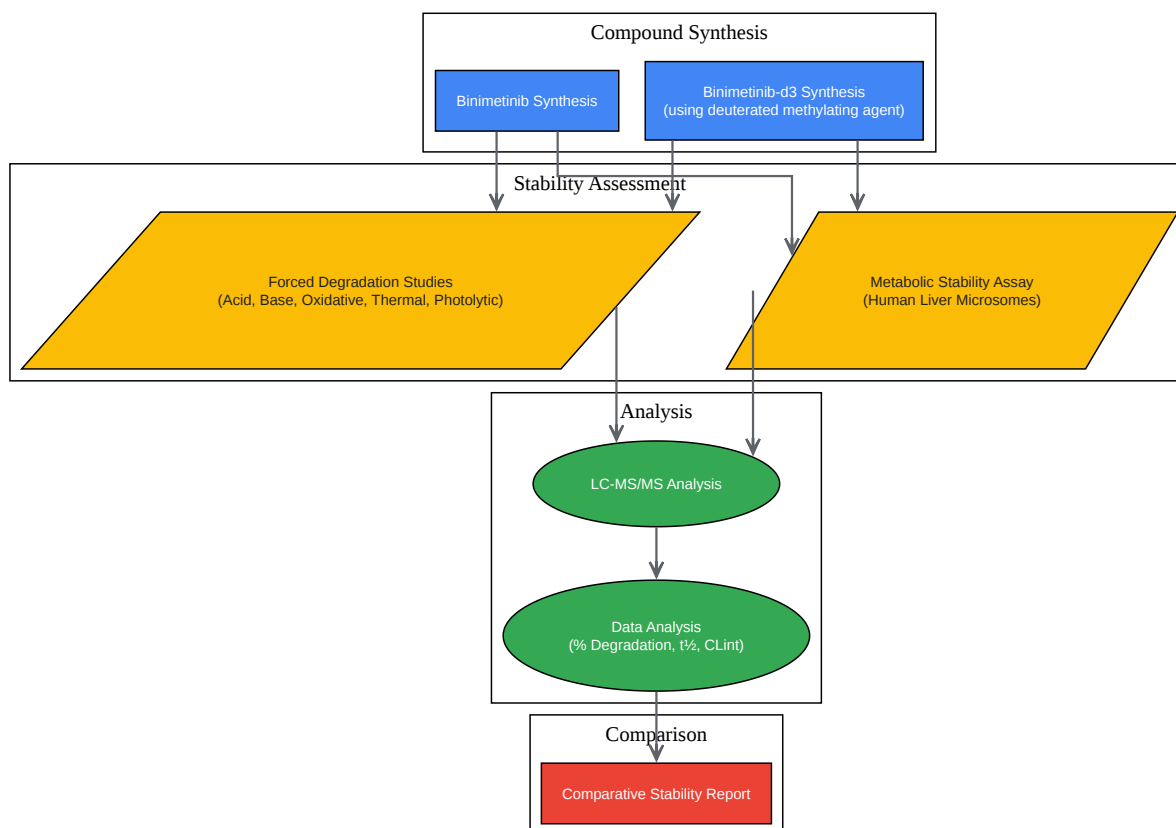 Compound Synthesis
Binimetinib Synthesis
Binimetinib-d3 Synthesis
(using deuterated methylating agent)
Stability Assessment
Forced Degradation Studies
(Acid, Base, Oxidative, Thermal, Photolytic)
Metabolic Stability Assay
(Human Liver Microsomes)
Analysis
LC-MS/MS Analysis
Data Analysis
(% Degradation, t½, CLint)
Comparison
Comparative Stability Report